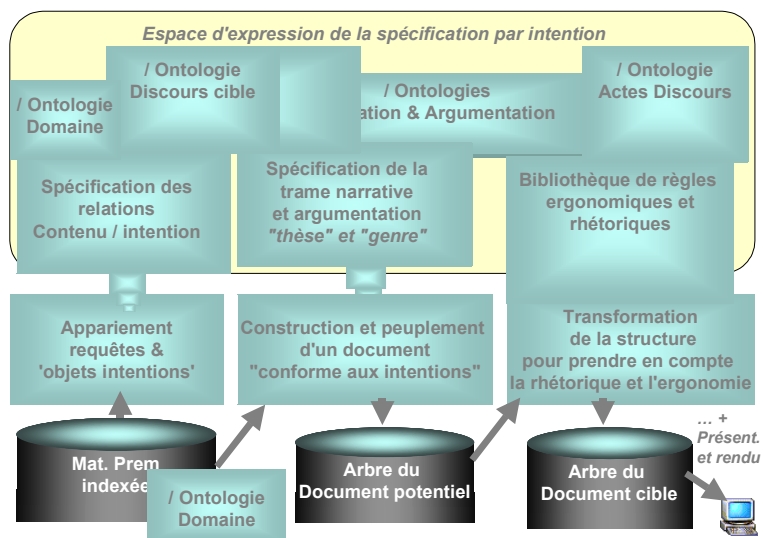 Espace d'expression de la spécification par intention
/ Ontologie
Domaine
/ Ontologie
Discours cible
/ Ontologies
ation & Argumentation
/ Ontologie
Actes Discours
Spécification des
relations
Contenu / intention
Spécification de la
trame narrative
et argumentation
"thèse" et "genre"
Bibliothèque de règles
ergonomiques et
rhétoriques
Appariement
requêtes &
'objets intentions'
Construction et peuplement
d'un document
"conforme aux intentions"
Transformation
de la structure
pour prendre en compte
la rhétorique et l'ergonomie
Mat. Prem
indexée
/ Ontologie
Domaine
Arbre du
Document potentiel
Arbre du
Document cible
... +
Présent.
et rendu